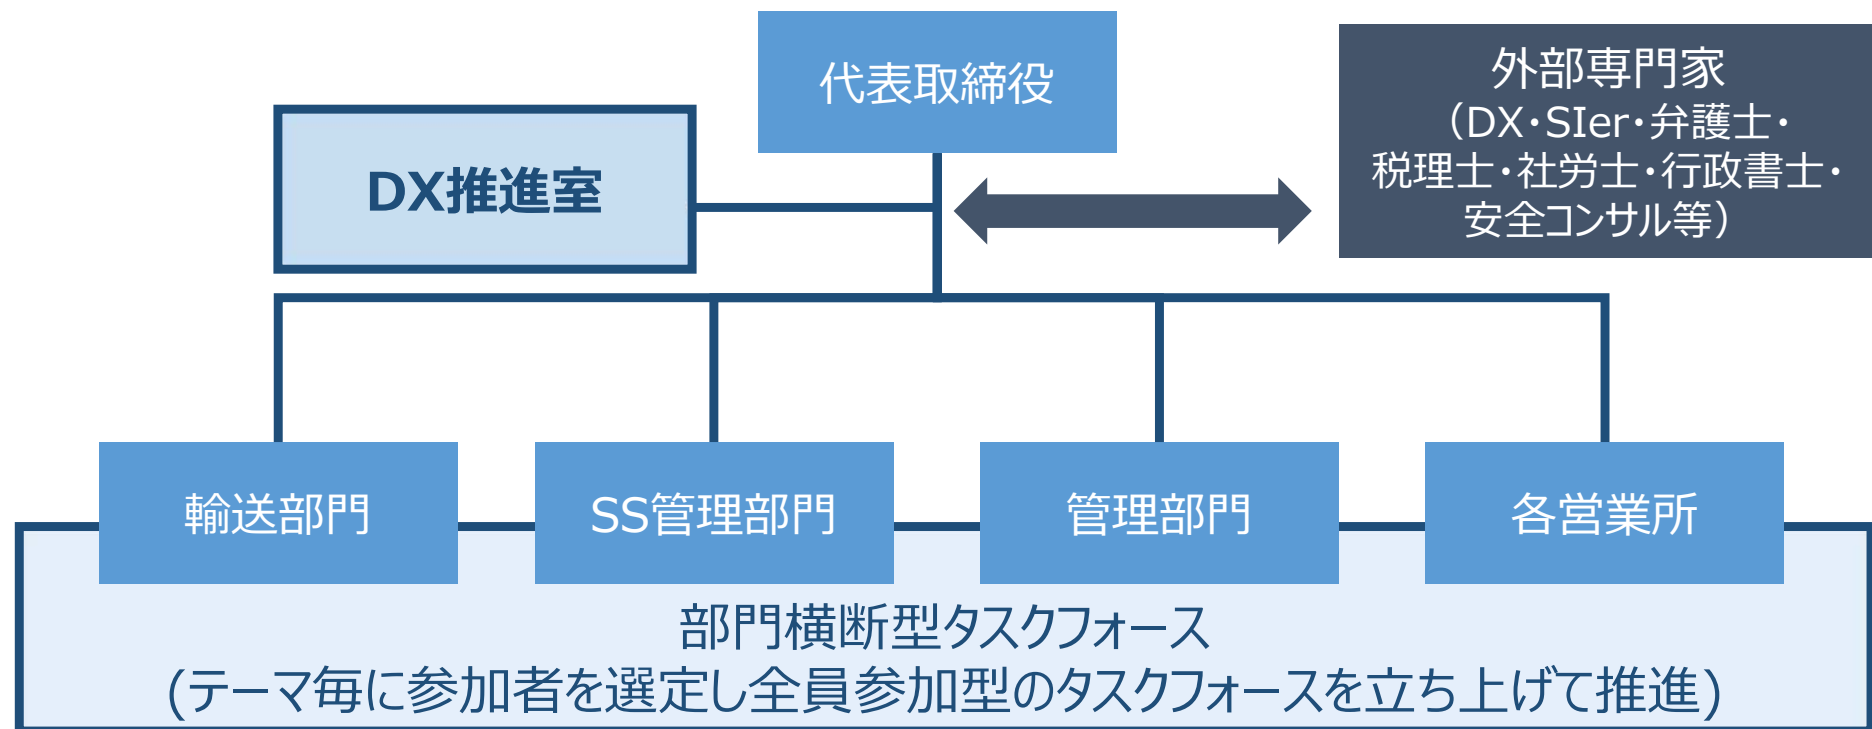 代表取締役
外部専門家
（DX・SIer・弁護士・
税理士・社労士・行政書士・
安全コンサル等）
DX推進室
輸送部門
SS管理部門
管理部門
各営業所
部門横断型タスクフォース
(テーマ毎に参加者を選定し全員参加型のタスクフォースを立ち上げて推進)